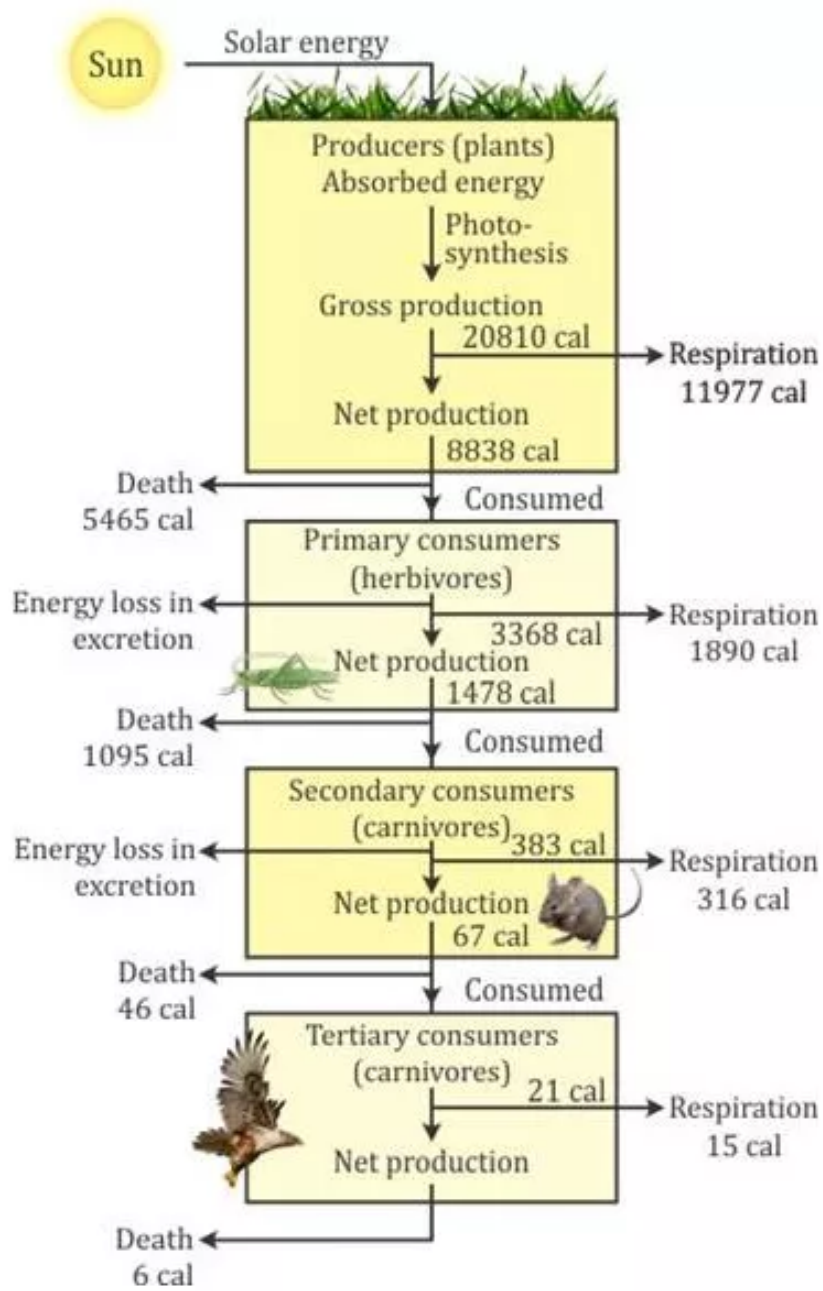 Sun
Solar energy
Producers (plants)
Absorbed energy
Photo-
synthesis
Gross production
20810 cal
Respiration
11977 cal
Net production
8838 cal
Death
5465 cal
Consumed
Primary consumers
(herbivores)
Energy loss in
excretion
3368 cal
Respiration
1890 cal
Net production
1478 cal
Death
1095 cal
Consumed
Secondary consumers
(carnivores)
383 cal
Energy loss in
excretion
Respiration
316 cal
Net production
67 cal
Death
46 cal
Consumed
Tertiary consumers
(carnivores)
21 cal
Respiration
15 cal
Net production
Death
6 cal